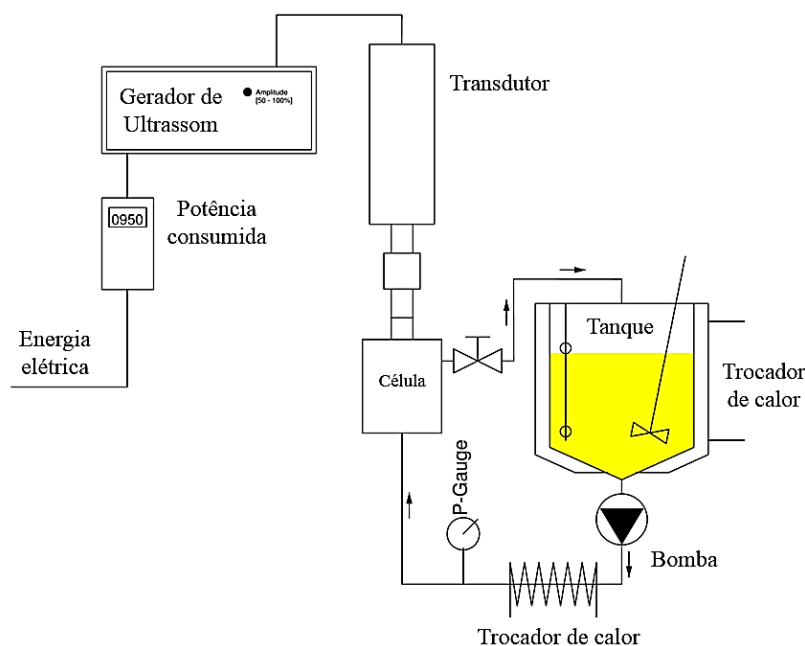 Gerador de
Ultrassom
Amplitude
[50 - 100%]
Transdutor
0950
Potência
consumida
Energia
elétrica
Célula
Tanque
Trocador
de calor
P-Gauge
Bomba
Trocador de calor